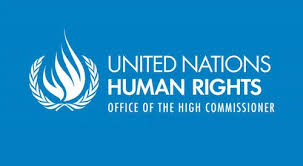 UNITED NATIONS
HUMAN RIGHTS
OFFICE OF THE HIGH COMMISSIONER